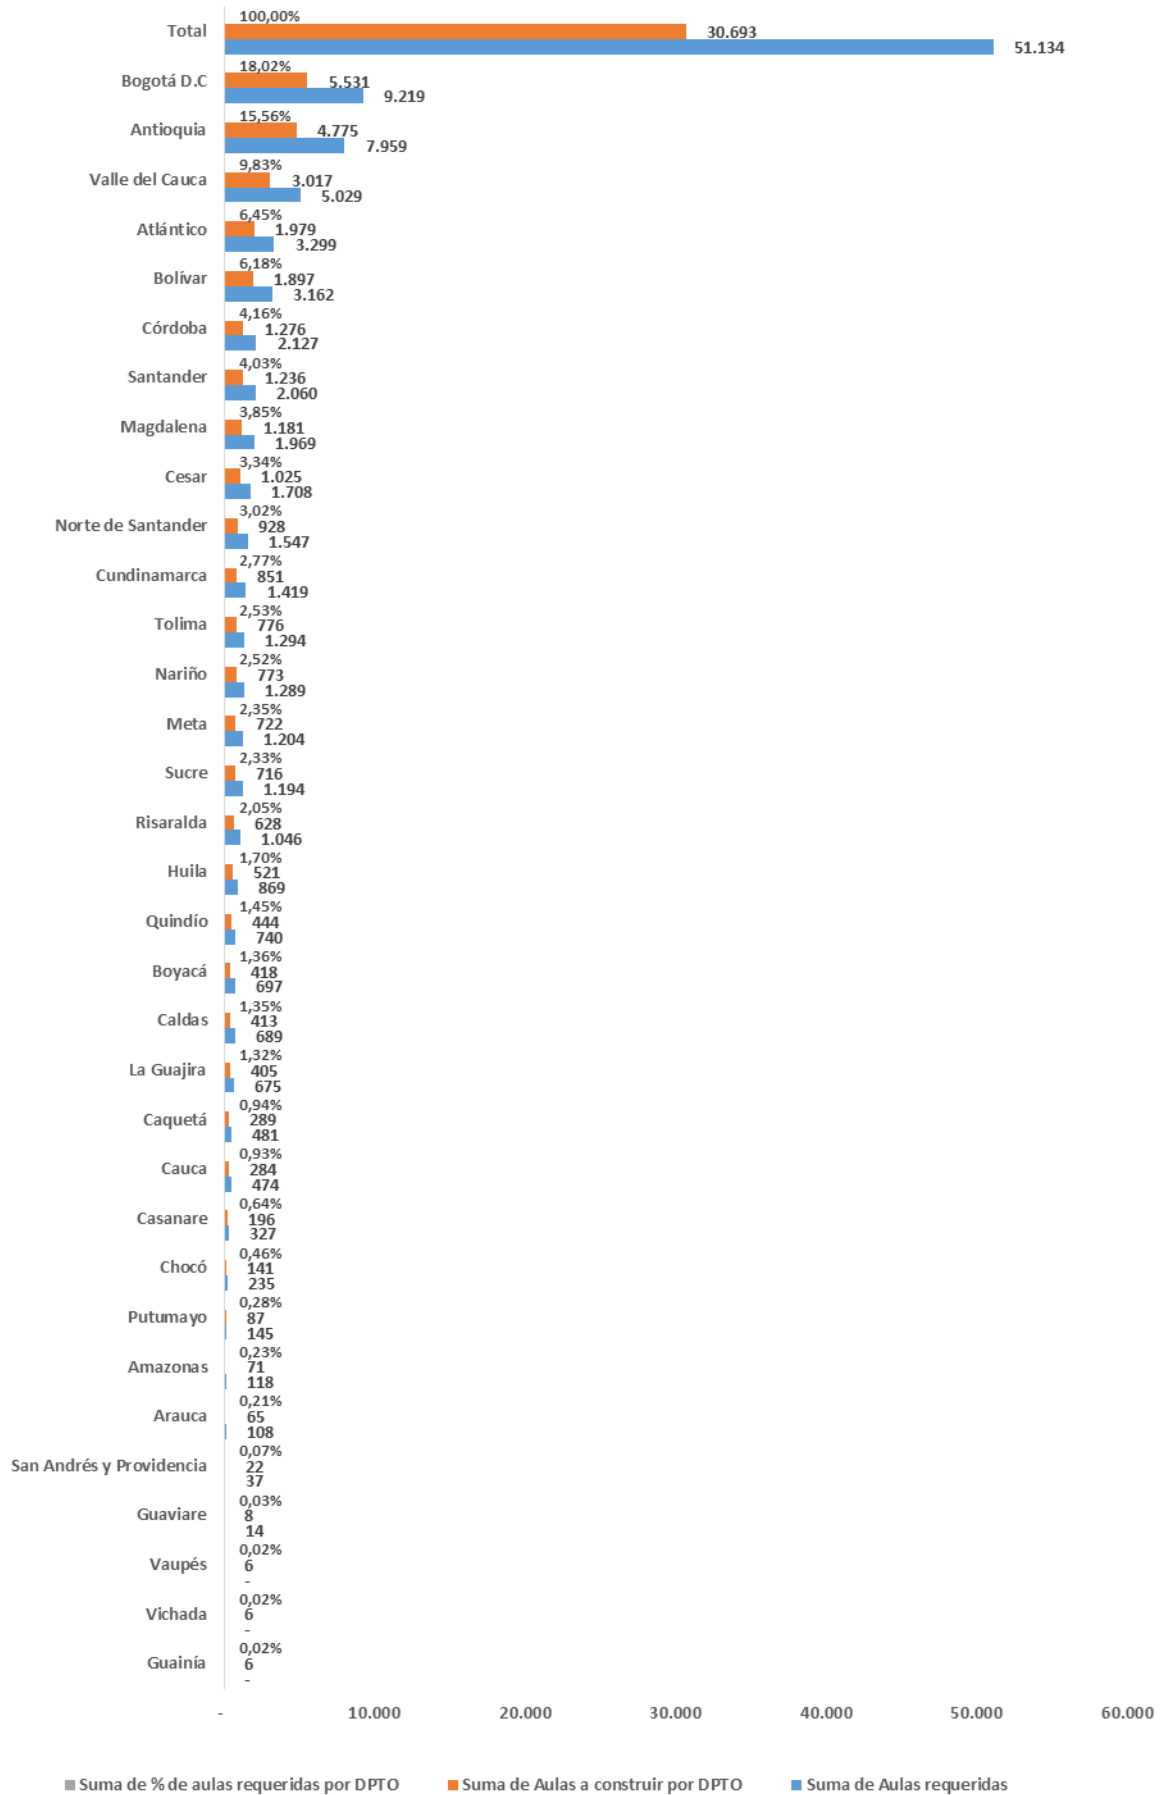 100,00%
Total
30.693
51.134
18,02%
Bogotá D.C
5.531
9.219
15,56%
Antioquia
4.775
7.959
9,83%
Valle del Cauca
3.017
5.029
6,45%
Atlántico
1.979
3.299
6,18%
Bolívar
1.897
3.162
4,16%
Córdoba
1.276
2.127
4,03%
Santander
1.236
2.060
3,85%
Magdalena
1.181
1.969
3,34%
Cesar
1.025
1.708
3,02%
Norte de Santander
928
1.547
2,77%
Cundinamarca
851
1.419
2,53%
Tolima
776
1.294
2,52%
Nariño
773
1.289
2,35%
Meta
722
1.204
2,33%
Sucre
716
1.194
2,05%
Risaralda
628
1.046
1,70%
Huila
521
869
1,45%
Quindío
444
740
1,36%
Boyacá
418
697
1,35%
Caldas
413
689
1,32%
La Guajira
405
675
0,94%
Caquetá
289
481
0,93%
Cauca
284
474
0,64%
Casanare
196
327
0,46%
Chocó
141
235
0,28%
Putumayo
87
145
0,23%
Amazonas
71
118
0,21%
Arauca
65
108
0,07%
San Andrés y Providencia
22
37
0,03%
Guaviare
8
14
0,02%
Vaupés
6
-
0,02%
Vichada
6
-
0,02%
Guainía
6
-
- 10.000 20.000 30.000 40.000 50.000 60.000
Suma de % de aulas requeridas por DPTO Suma de Aulas a construir por DPTO Suma de Aulas requeridas